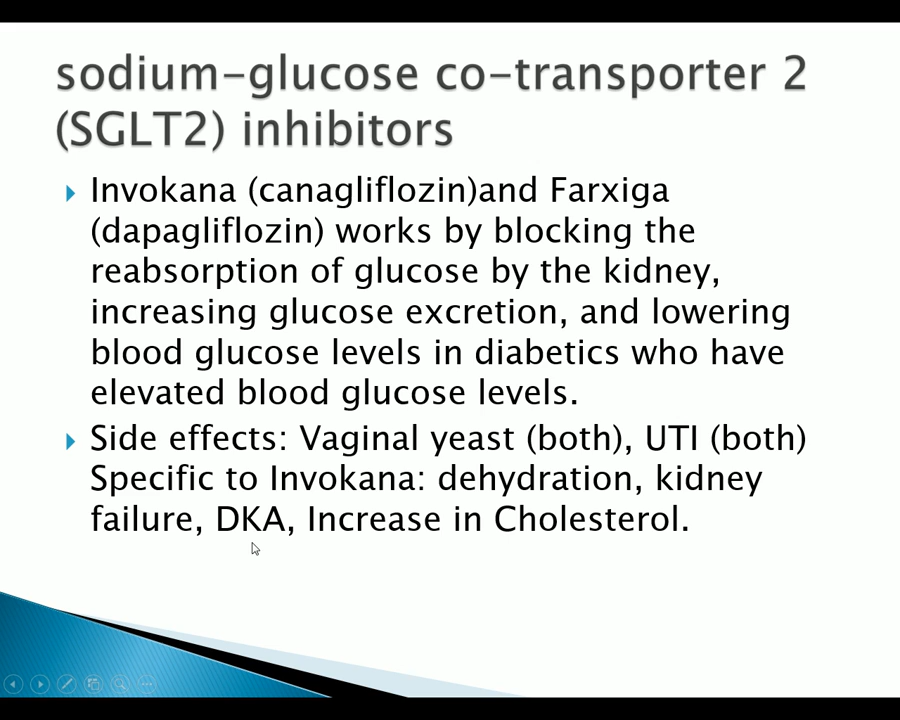 sodium-glucose co-transporter 2
(SGLT2) inhibitors
Invokana (canagliflozin)and Farxiga
(dapagliflozin) works by blocking the
reabsorption of glucose by the kidney,
increasing glucose excretion, and lowering
blood glucose levels in diabetics who have
elevated blood glucose levels.
Side effects: Vaginal yeast (both), UTI (both)
Specific to Invokana: dehydration, kidney
failure, DKA, Increase in Cholesterol.